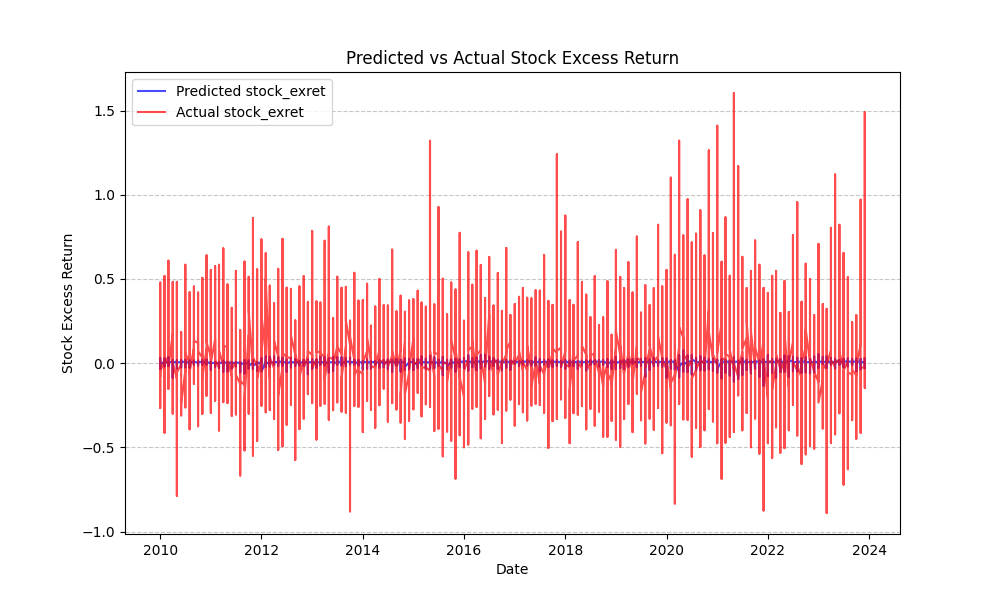 Predicted vs Actual Stock Excess Return
Predicted stock_exret
Actual stock_exret
Stock Excess Return
1.5
1.0
0.5
0.0
−0.5
−1.0
2010 2012 2014 2016 2018 2020 2022 2024
Date